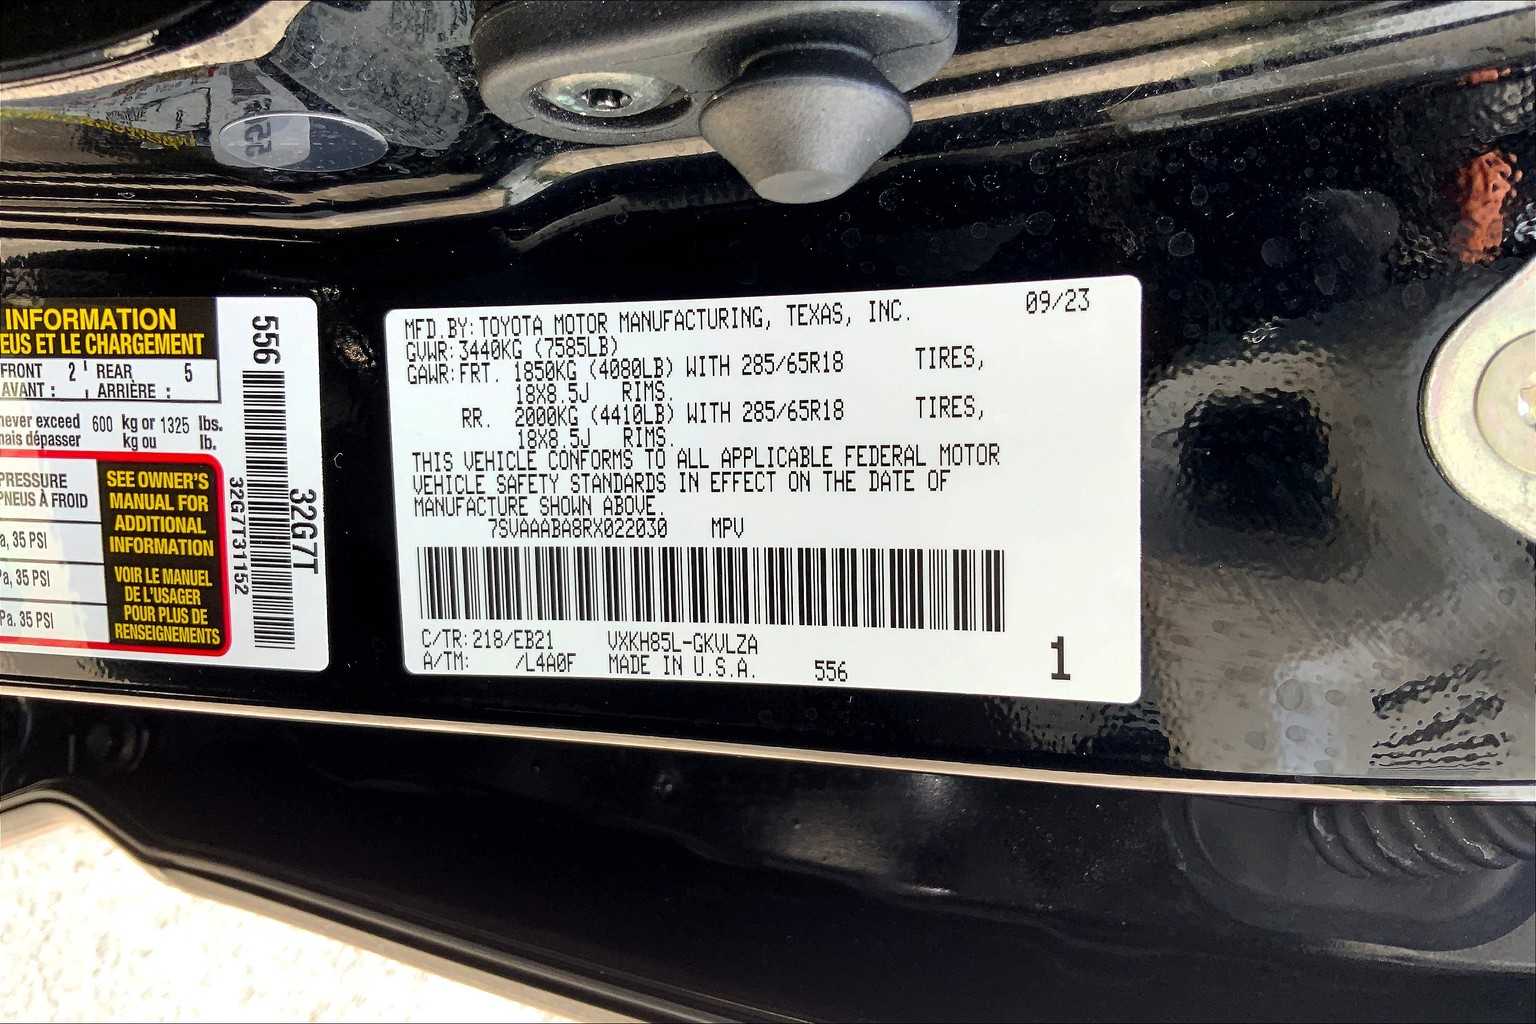 INFORMATION
EUS ET LE CHARGEMENT
FRONT 2 REAR 5
AVANT : ARRIÈRE :
never exceed 600 kg or 1325 lbs.
mais dépasser kg ou lb.
PRESSURE
PNEUS À FROID
a, 35 PSI
Pa, 35 PSI
Pa. 35 PSI
SEE OWNER'S
MANUAL FOR
ADDITIONAL
INFORMATION
VOIR LE MANUEL
DE L'USAGER
POUR PLUS DE
RENSEIGNEMENTS
556
32G7T31152
32G7T
MFD.BY:TOYOTA MOTOR MANUFACTURING, TEXAS, INC. 09/23
GVWR:3440KG (7585LB)
GAWR:FRT. 1850KG (4080LB) WITH 285/65R18 TIRES,
18X8.5J RIMS.
RR. 2000KG (4410LB) WITH 285/65R18 TIRES,
18X8.5J RIMS.
THIS VEHICLE CONFORMS TO ALL APPLICABLE FEDERAL MOTOR
VEHICLE SAFETY STANDARDS IN EFFECT ON THE DATE OF
MANUFACTURE SHOWN ABOVE.
7SVAAABA8RX022030 MPV
C/TR:218/EB21 VXKH85L-GKVLZA
A/TM: /L4A0F MADE IN U.S.A. 556 1